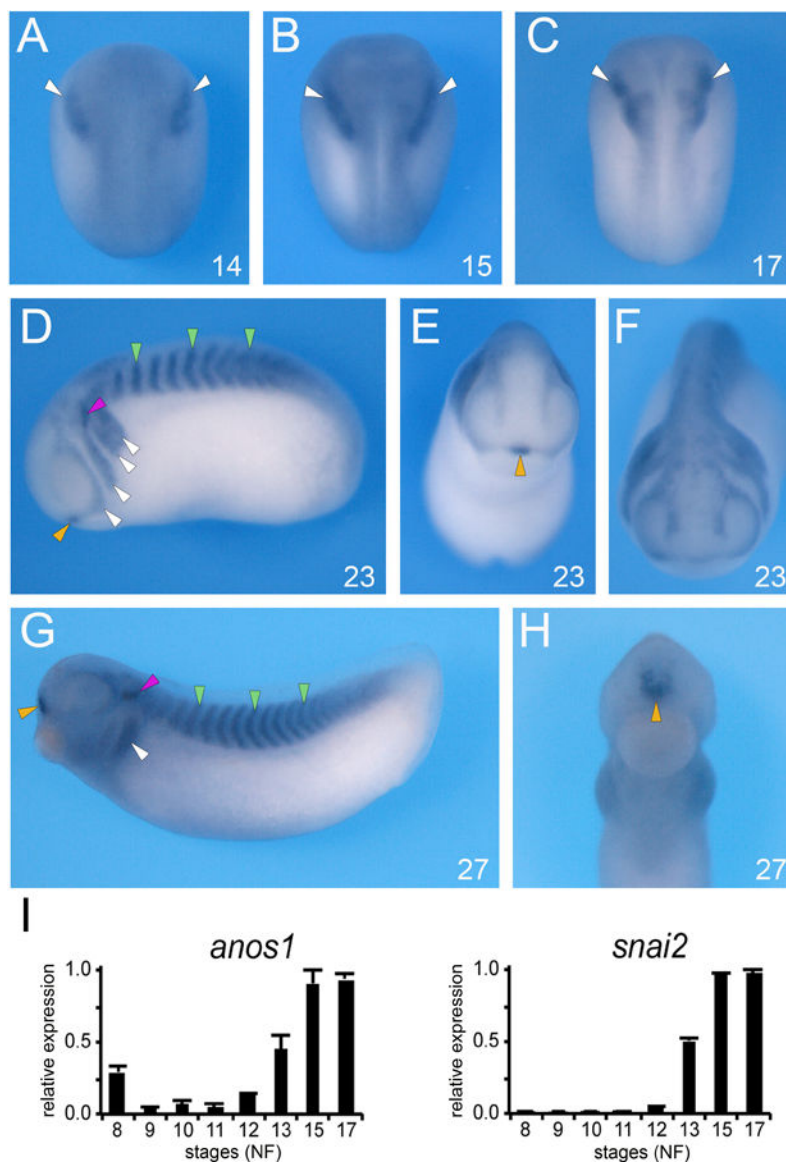 A
B
C
14
15
17
D
E
F
23
23
23
G
H
27
27
I
anos1
snai2
relative expression
1.0
0.5
0.0
8 9 10 11 12 13 15 17
stages (NF)
relative expression
1.0
0.5
0.0
8 9 10 11 12 13 15 17
stages (NF)